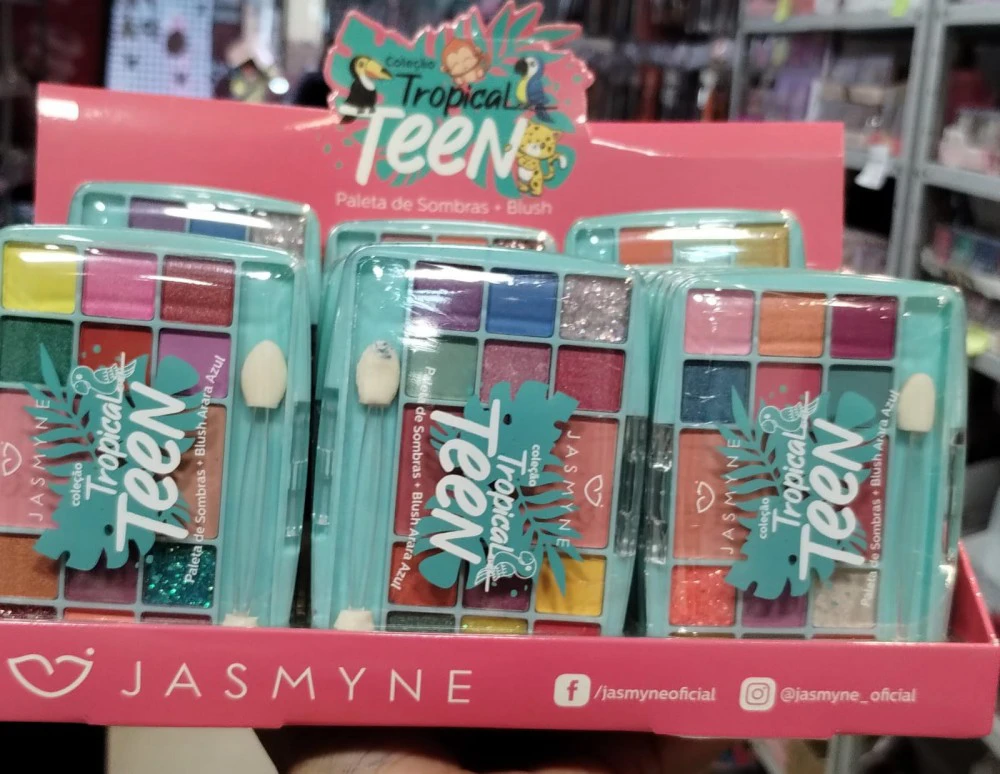 Coleção
Tropical
Teen
Paleta de Sombras + Blush
JASMYNE
coleção
Tropical
Teen
Paleta de Sombras + Blush Arara Azul
Paleta de Sombras + Blush Arara Azul
Teen
Tropical
coleção
JASMYNE
JASMYNE
coleção
Tropical
Teen
Paleta de Sombras + Blush Arara Azul
JASMYNE
/jasmyneoficial
@jasmyne_oficial